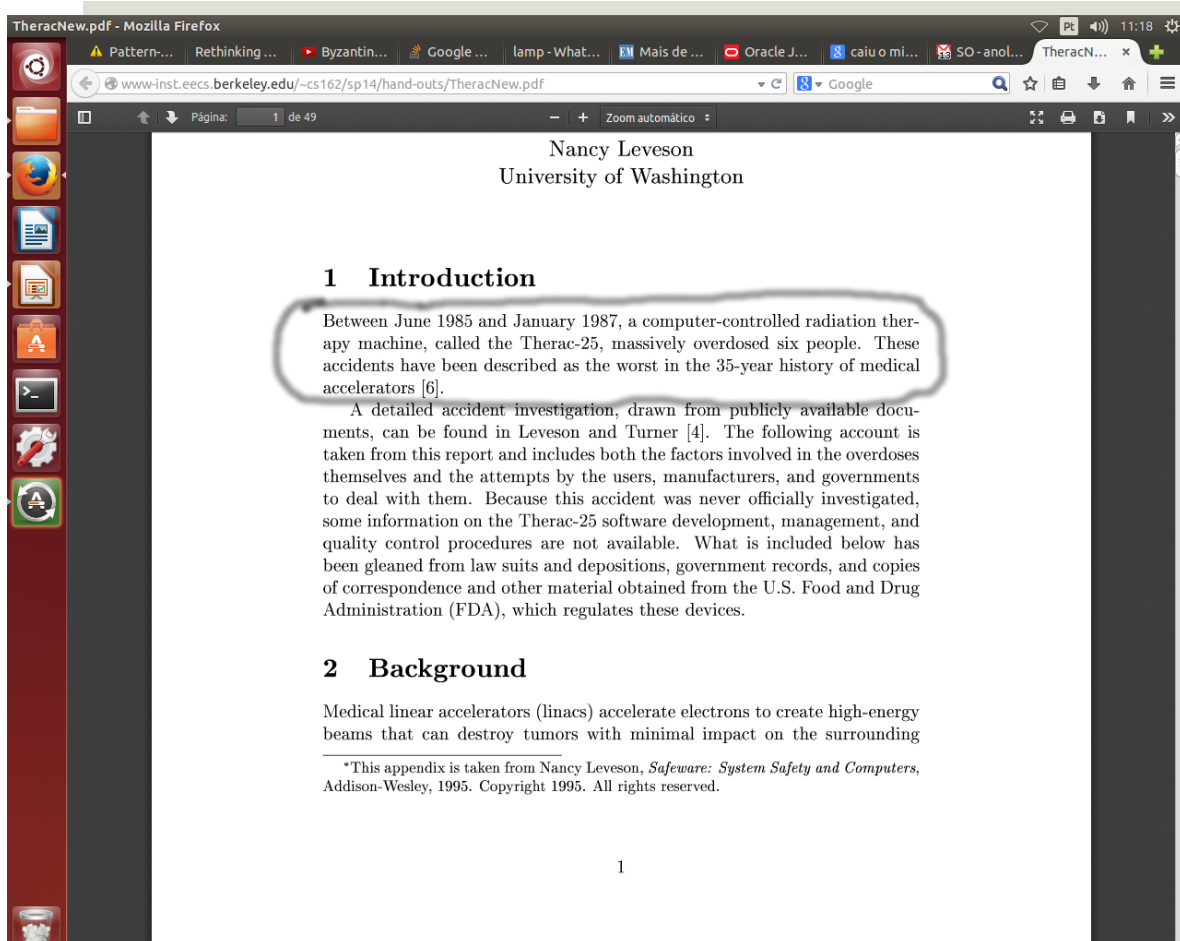 TheracNew.pdf - Mozilla Firefox
Pt
11:18
Pattern-...
Rethinking ...
Byzantin...
Google ...
lamp - What...
EM
Mais de ...
Oracle J...
8
caiu o mi...
SO - anol...
TheracN...
www-inst.eecs.berkeley.edu/~cs162/sp14/hand-outs/TheracNew.pdf
8
Google
Página:
1
de 49
Zoom automático
Nancy Leveson
University of Washington
1 Introduction
Between June 1985 and January 1987, a computer-controlled radiation ther-
apy machine, called the Therac-25, massively overdosed six people. These
accidents have been described as the worst in the 35-year history of medical
accelerators [6].
A detailed accident investigation, drawn from publicly available docu-
ments, can be found in Leveson and Turner [4]. The following account is
taken from this report and includes both the factors involved in the overdoses
themselves and the attempts by the users, manufacturers, and governments
to deal with them. Because this accident was never officially investigated,
some information on the Therac-25 software development, management, and
quality control procedures are not available. What is included below has
been gleaned from law suits and depositions, government records, and copies
of correspondence and other material obtained from the U.S. Food and Drug
Administration (FDA), which regulates these devices.
2 Background
Medical linear accelerators (linacs) accelerate electrons to create high-energy
beams that can destroy tumors with minimal impact on the surrounding
*This appendix is taken from Nancy Leveson, Safeware: System Safety and Computers,
Addison-Wesley, 1995. Copyright 1995. All rights reserved.
1